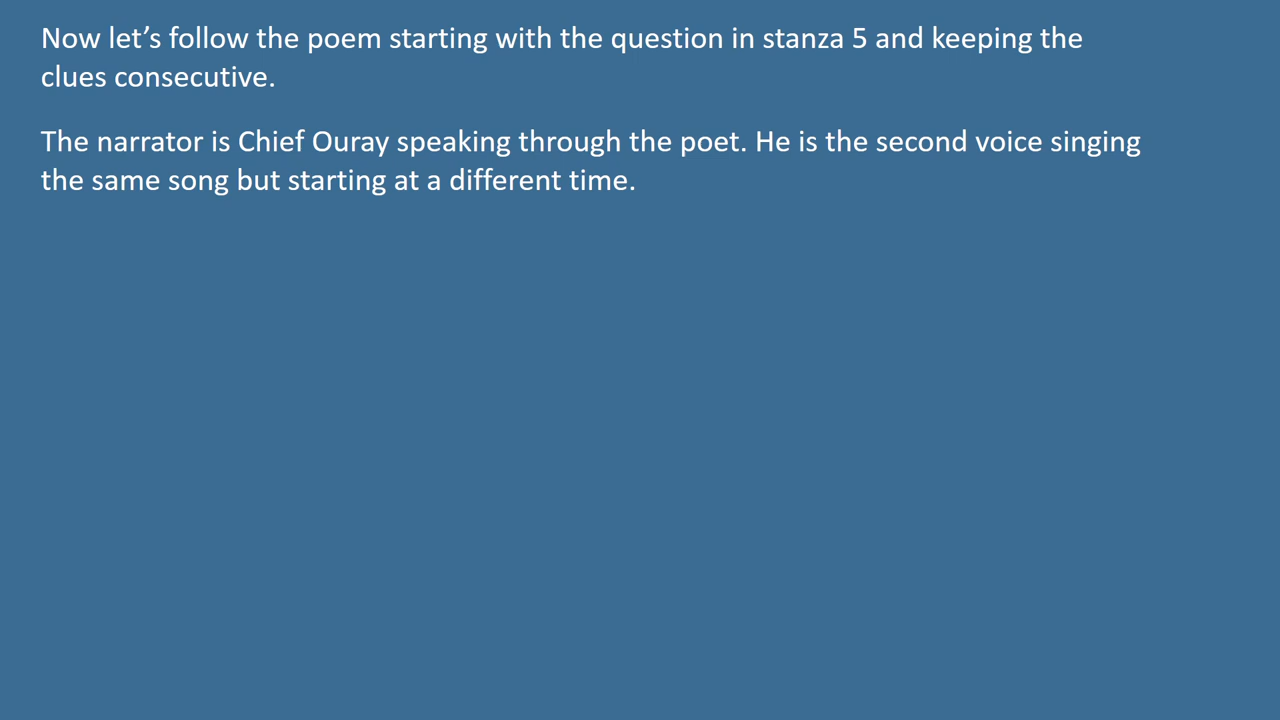 Now let’s follow the poem starting with the question in stanza 5 and keeping the
clues consecutive.
The narrator is Chief Ouray speaking through the poet. He is the second voice singing
the same song but starting at a different time.